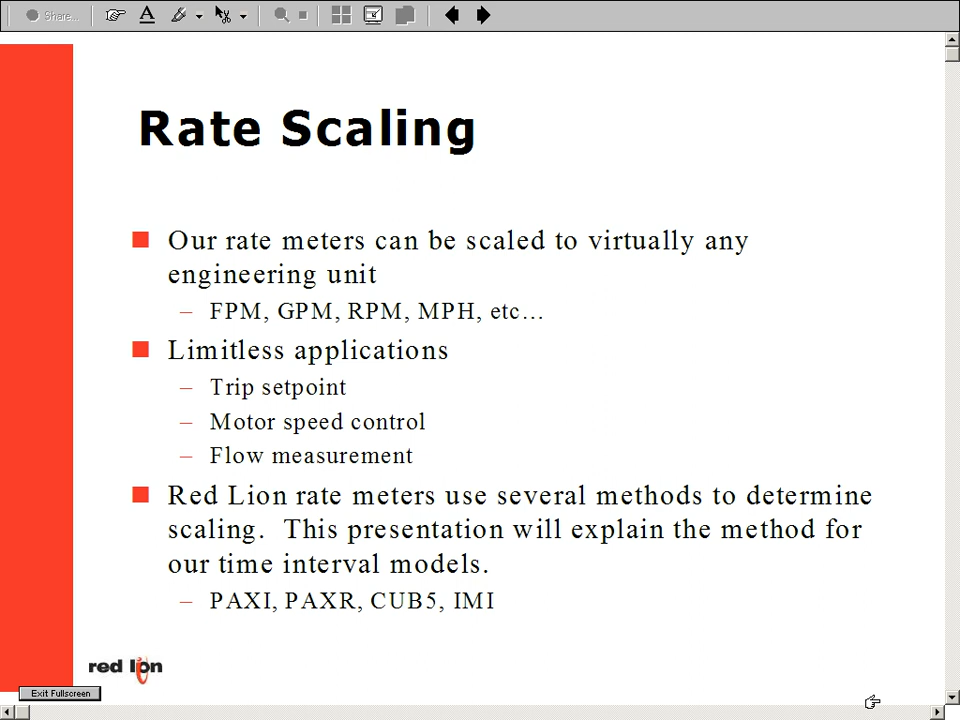 Share...
Rate Scaling
Our rate meters can be scaled to virtually any
engineering unit
– FPM, GPM, RPM, MPH, etc...
Limitless applications
– Trip setpoint
– Motor speed control
– Flow measurement
Red Lion rate meters use several methods to determine
scaling. This presentation will explain the method for
our time interval models.
– PAXI, PAXR, CUB5, IMI
red lion
Exit Fullscreen